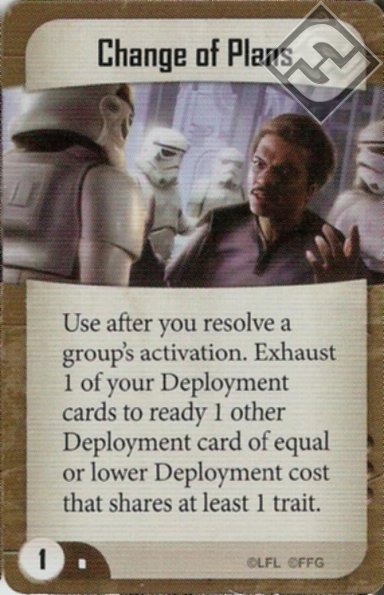 Change of Plans
Use after you resolve a
group's activation. Exhaust
1 of your Deployment
cards to ready 1 other
Deployment card of equal
or lower Deployment cost
that shares at least 1 trait.
1
©LFL ©FFG